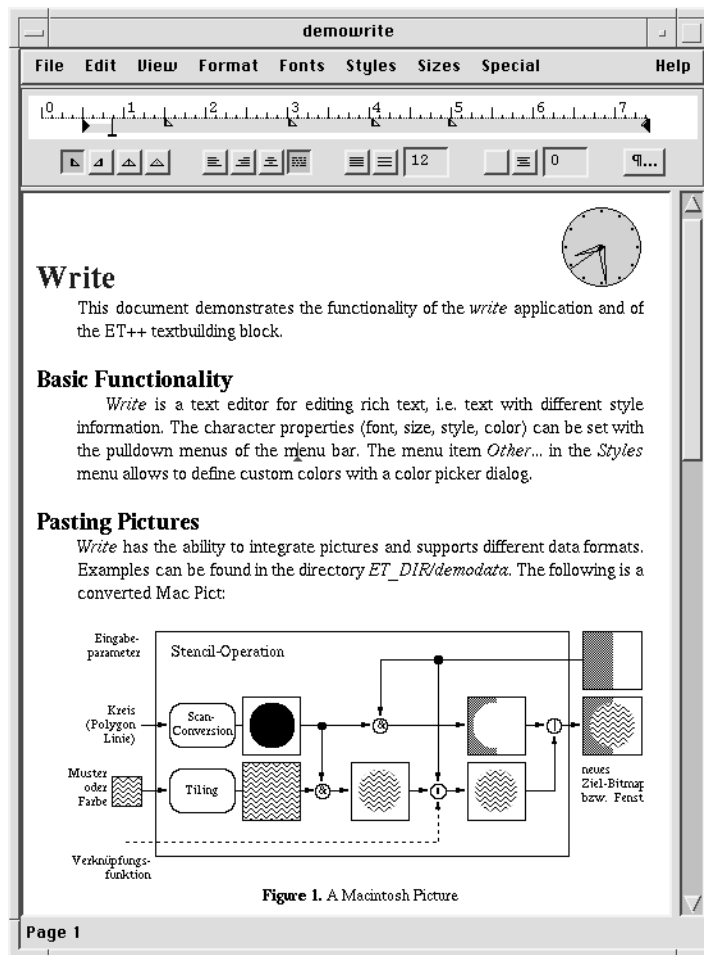 demowrite
File Edit View Format Fonts Styles Sizes Special Help
0 1 2 3 4 5 6 7
12 0 ¶...
Write
This document demonstrates the functionality of the write application and of
the ET++ textbuilding block.
Basic Functionality
Write is a text editor for editing rich text, i.e. text with different style
information. The character properties (font, size, style, color) can be set with
the pulldown menus of the menu bar. The menu item Other... in the Styles
menu allows to define custom colors with a color picker dialog.
Pasting Pictures
Write has the ability to integrate pictures and supports different data formats.
Examples can be found in the directory ET_DIR/demodata. The following is a
converted Mac Pict:
Eingabe-
parameter
Stencil-Operation
Kreis
(Polygon
Linie)
Scan-
Conversion
&
Muster
oder
Farbe
Tiling
&
neues
Ziel-Bitmap
bzw. Fenst
Verknüpfungs-
funktion
Figure 1. A Macintosh Picture
Page 1